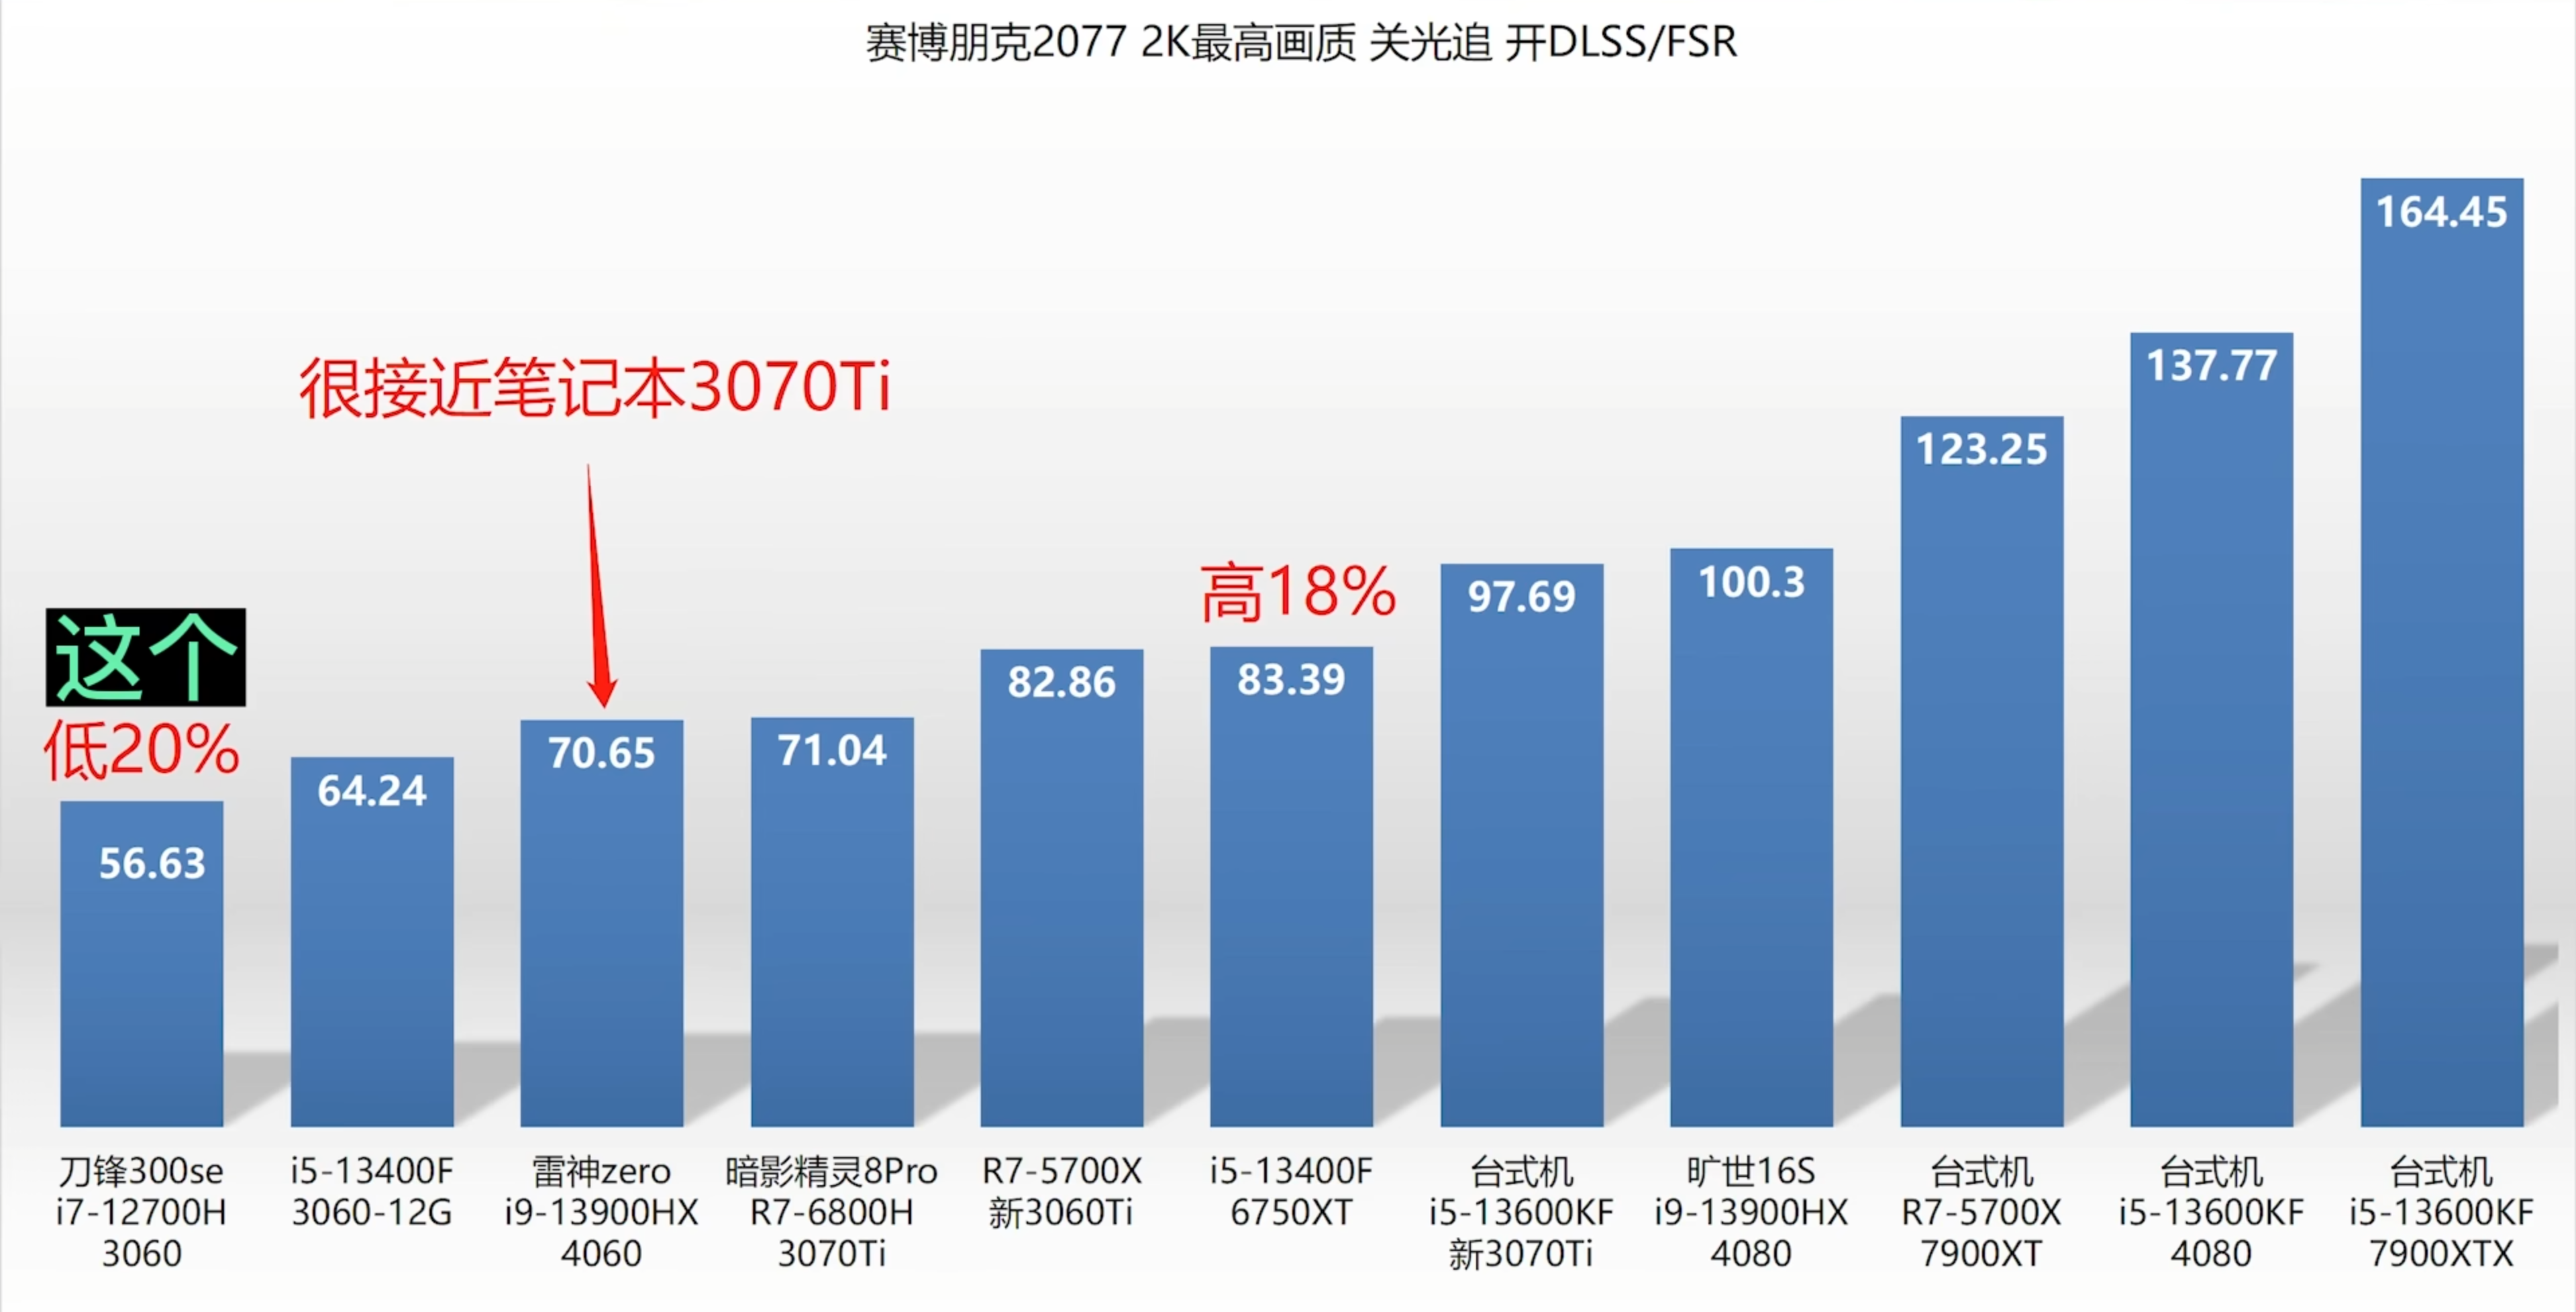 赛博朋克2077 2K最高画质 关光追 开DLSS/FSR
164.45
137.77
很接近笔记本3070Ti
123.25
高18%
97.69
100.3
这个
82.86
83.39
低20%
70.65
71.04
64.24
56.63
刀锋300se
i7-12700H
3060
i5-13400F
3060-12G
雷神zero
i9-13900HX
4060
暗影精灵8Pro
R7-6800H
3070Ti
R7-5700X
新3060Ti
i5-13400F
6750XT
台式机
i5-13600KF
新3070Ti
旷世16S
i9-13900HX
4080
台式机
R7-5700X
7900XT
台式机
i5-13600KF
4080
台式机
i5-13600KF
7900XTX